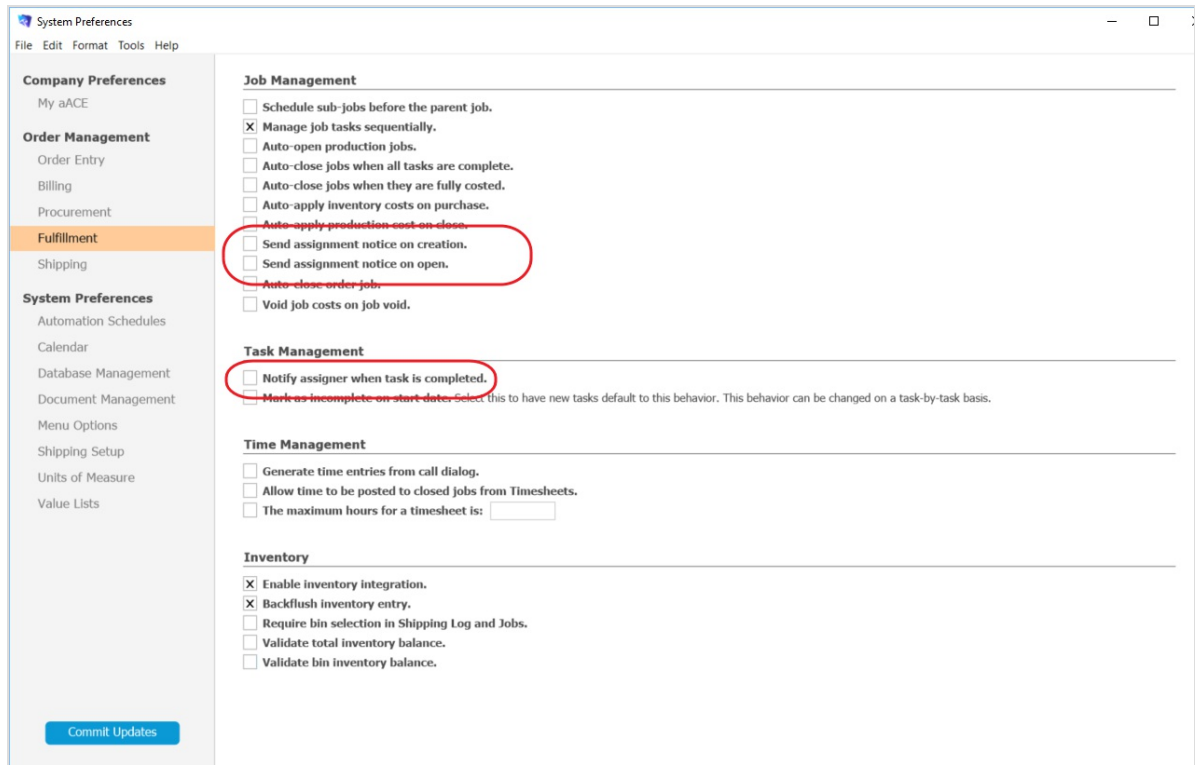 System Preferences
File Edit Format Tools Help
Company Preferences
My aACE
Order Management
Order Entry
Billing
Procurement
Fulfillment
Shipping
System Preferences
Automation Schedules
Calendar
Database Management
Document Management
Menu Options
Shipping Setup
Units of Measure
Value Lists
Commit Updates
Job Management
Schedule sub-jobs before the parent job.
X Manage job tasks sequentially.
Auto-open production jobs.
Auto-close jobs when all tasks are complete.
Auto-close jobs when they are fully costed.
Auto-apply inventory costs on purchase.
Auto-apply production cost on close.
Send assignment notice on creation.
Send assignment notice on open.
Auto-close order job.
Void job costs on job void.
Task Management
Notify assigner when task is completed.
Mark as incomplete on start date. Select this to have new tasks default to this behavior. This behavior can be changed on a task-by-task basis.
Time Management
Generate time entries from call dialog.
Allow time to be posted to closed jobs from Timesheets.
The maximum hours for a timesheet is:
Inventory
X Enable inventory integration.
X Backflush inventory entry.
Require bin selection in Shipping Log and Jobs.
Validate total inventory balance.
Validate bin inventory balance.